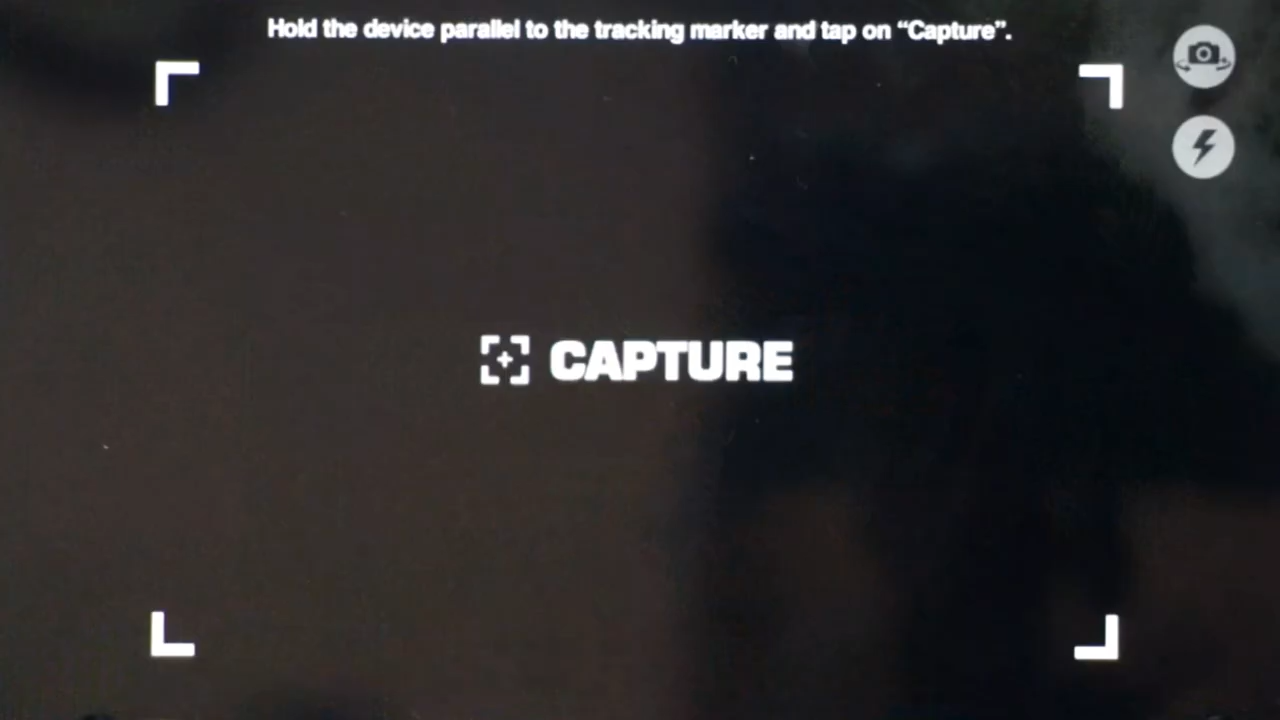 Hold the device parallel to the tracking marker and tap on “Capture”.
CAPTURE